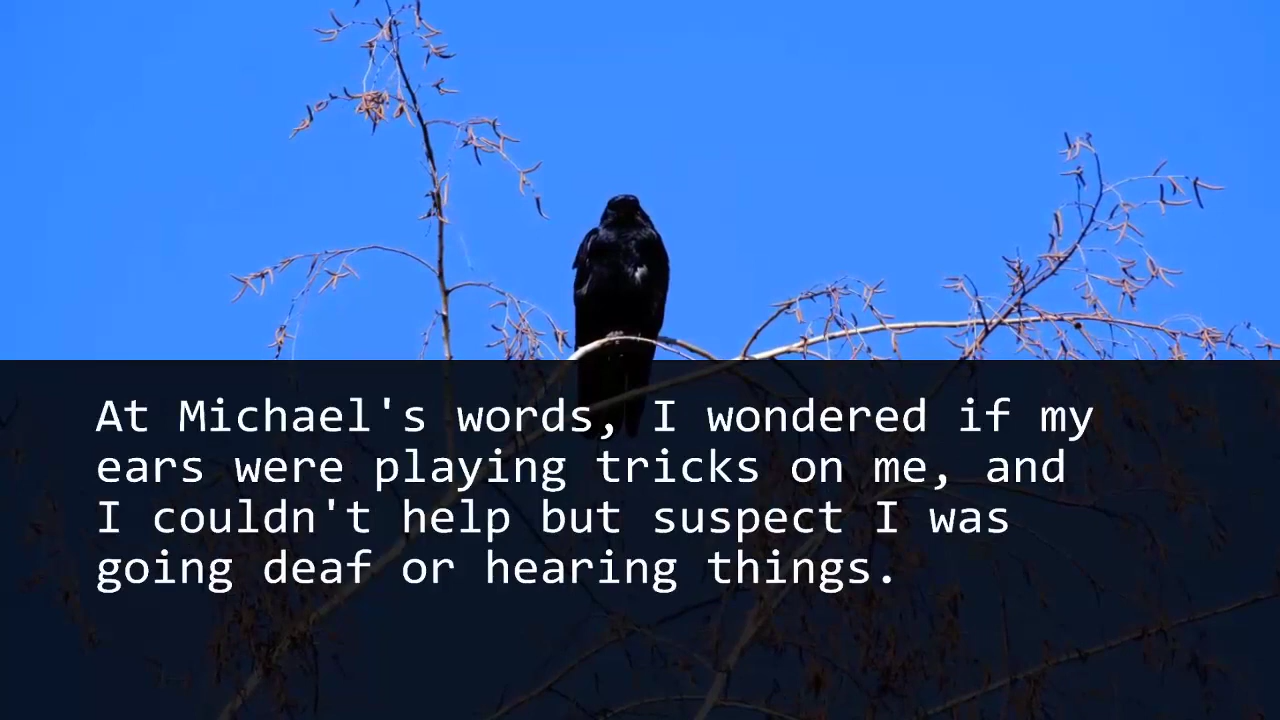 At Michael's words, I wondered if my
ears were playing tricks on me, and
I couldn't help but suspect I was
going deaf or hearing things.